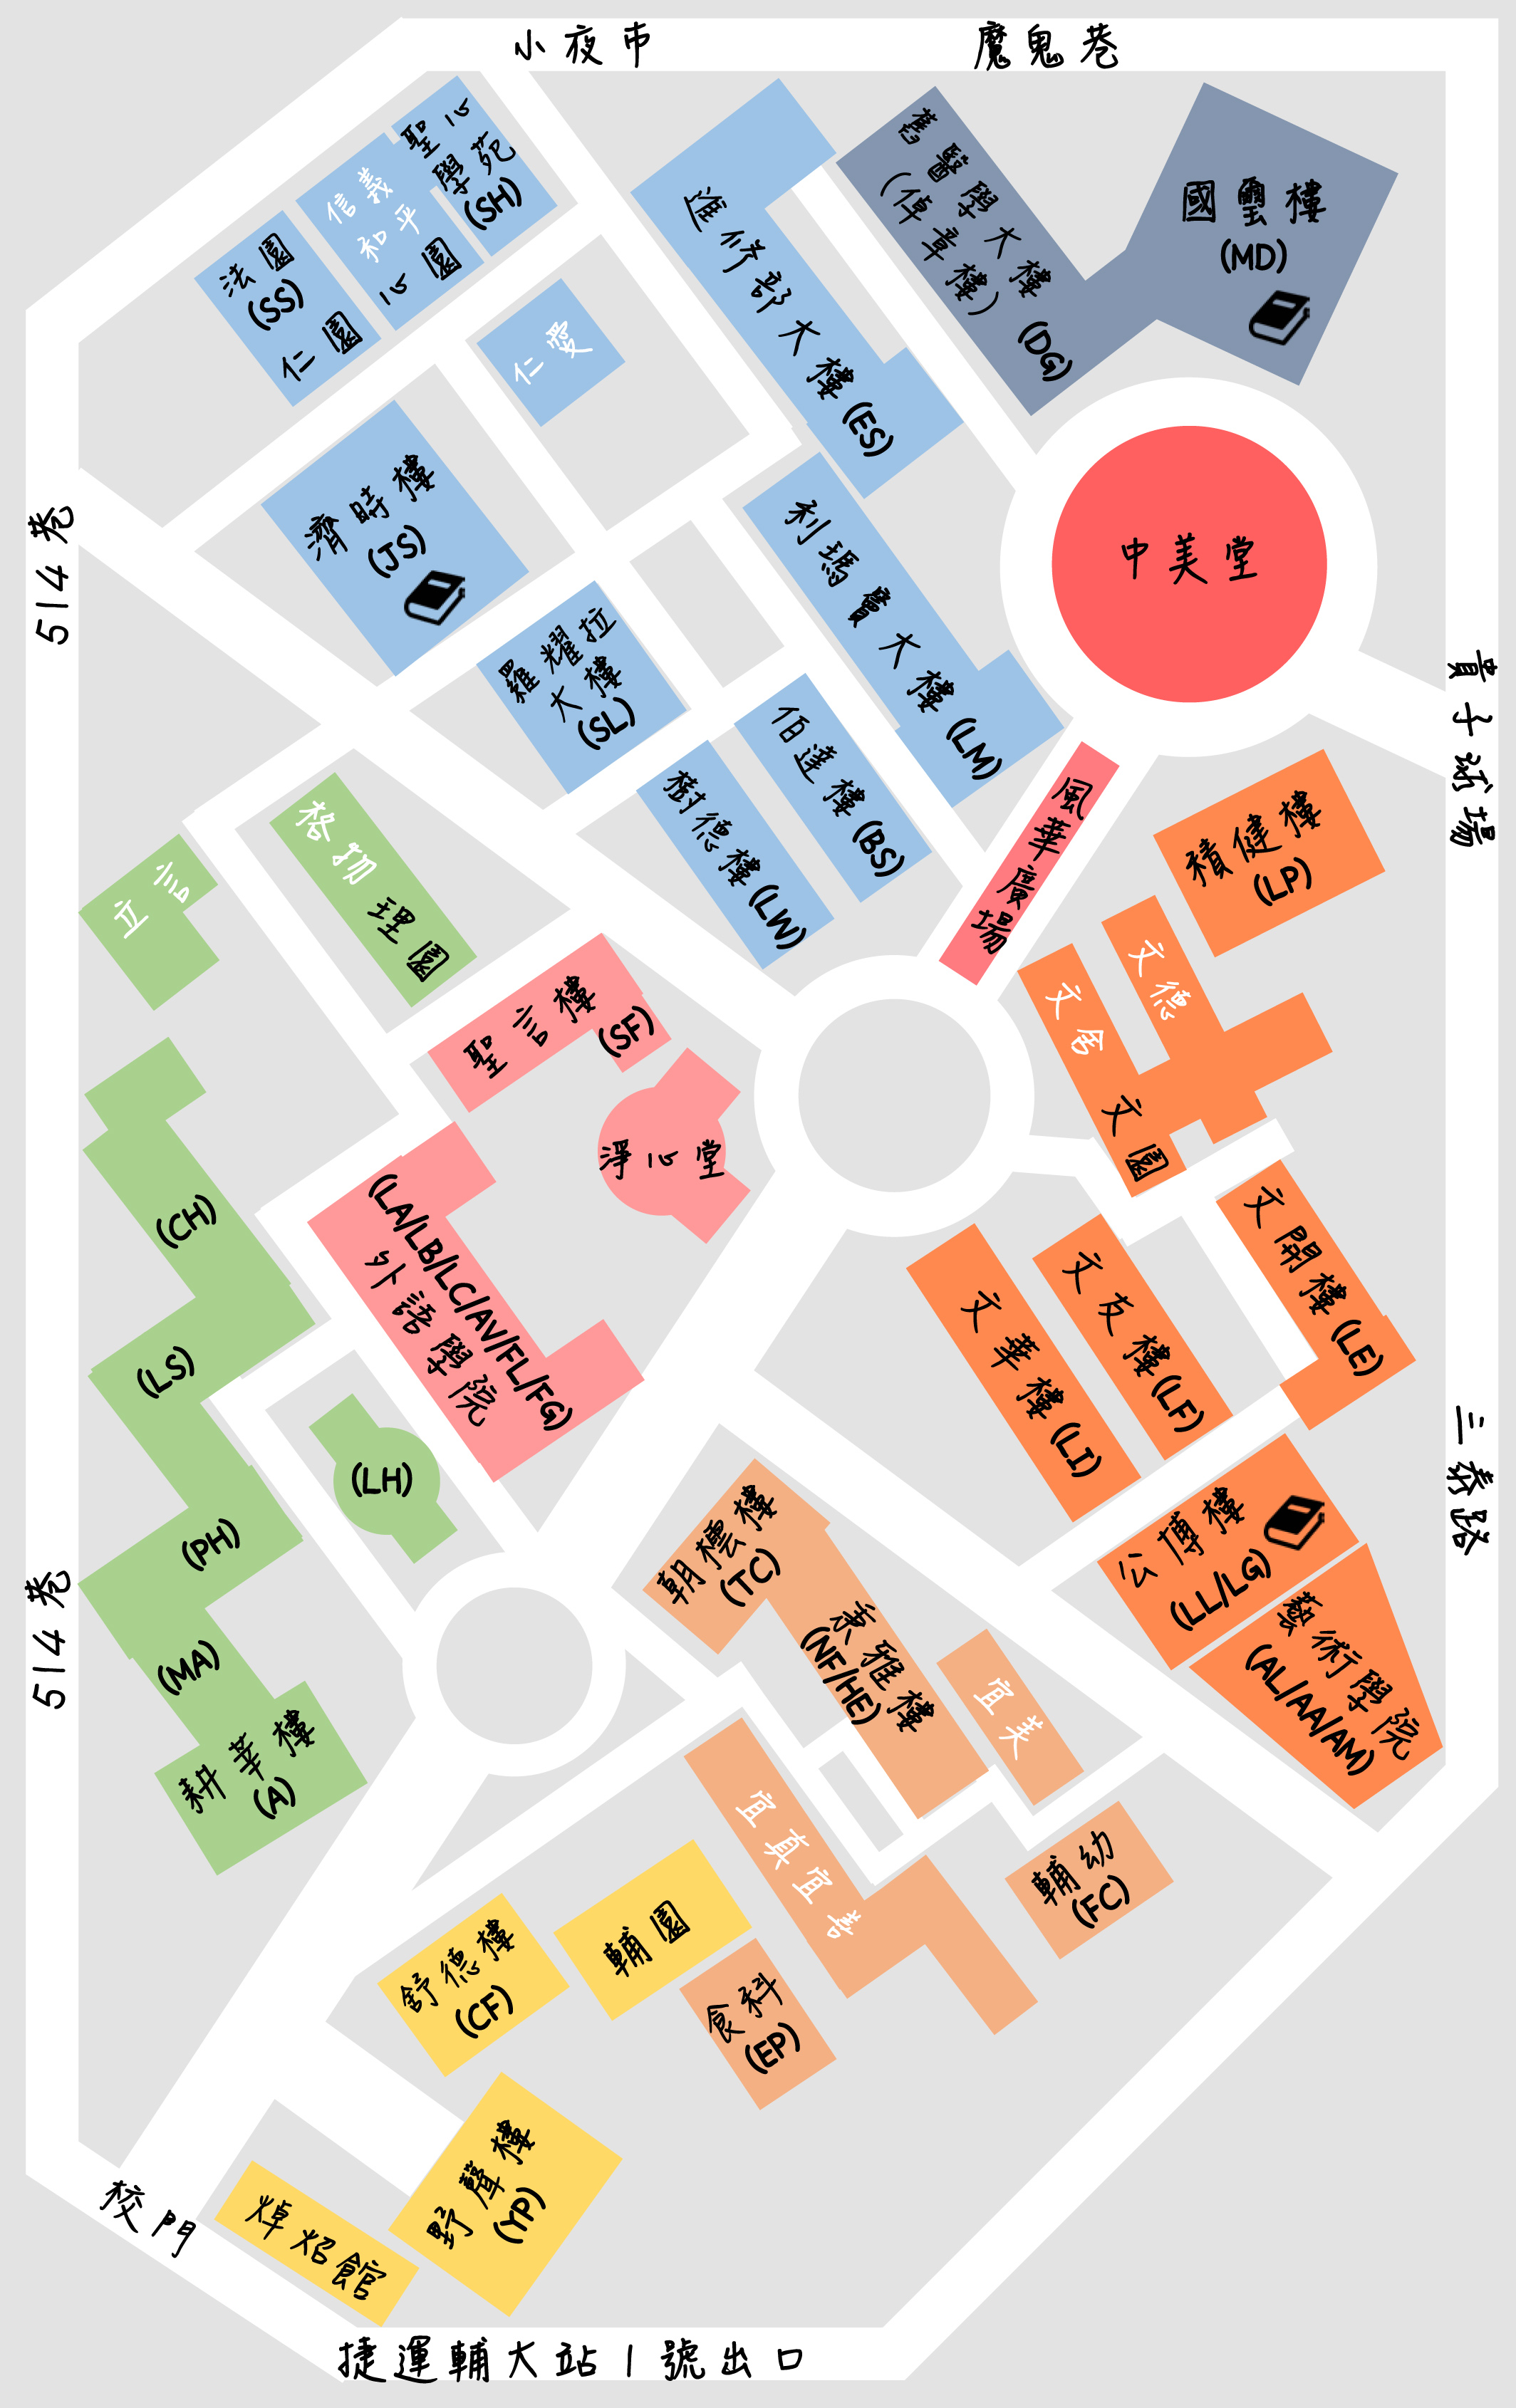 小夜市
魔鬼巷
聖心
學苑
(SH)
信義
和平
心園
法園
(SS)
仁園
仁愛
進修部大樓(ES)
舊醫學大樓
(倬章樓)(DG)
國璽樓
(MD)
中美堂
濟時樓
(JS)
514巷
利瑪竇大樓(LM)
羅耀拉
大樓
(SL)
佰達樓(BS)
樹德樓(LW)
風華廣場
貴子球場
積健樓
(LP)
格物
理園
立言
聖言樓
(SF)
淨心堂
文德
文舍
文園
(CH)
(LS)
(LA/LB/LC/AV/FL/FG)
外語學院
文開樓(LE)
文友樓(LF)
文華樓(LI)
三泰路
(LH)
(PH)
(MA)
耕莘樓
(A)
514巷
朝橒樓
(TC)
秉雅樓
(NF/HE)
宜美
公博樓
(LL/LG)
藝術學院
(AL/AA/AM)
宜真宜善
輔幼
(FC)
輔園
舒德樓
(CF)
食科
(EP)
野聲樓
(YP)
焯炤館
校門
捷運輔大站1號出口